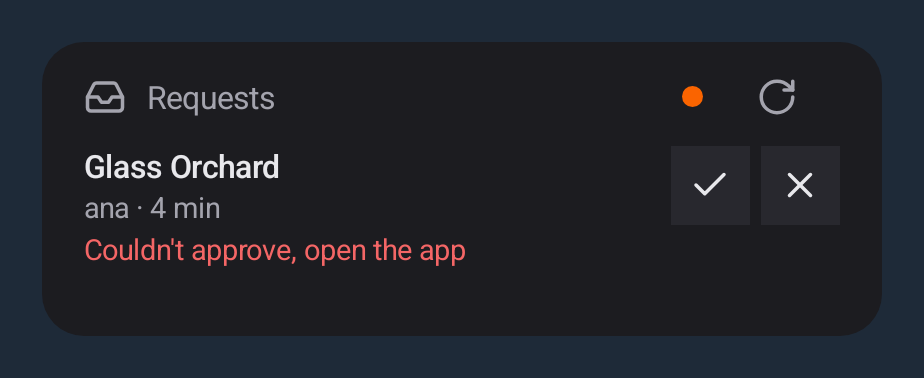 Requests
Glass Orchard
ana · 4 min
Couldn't approve, open the app